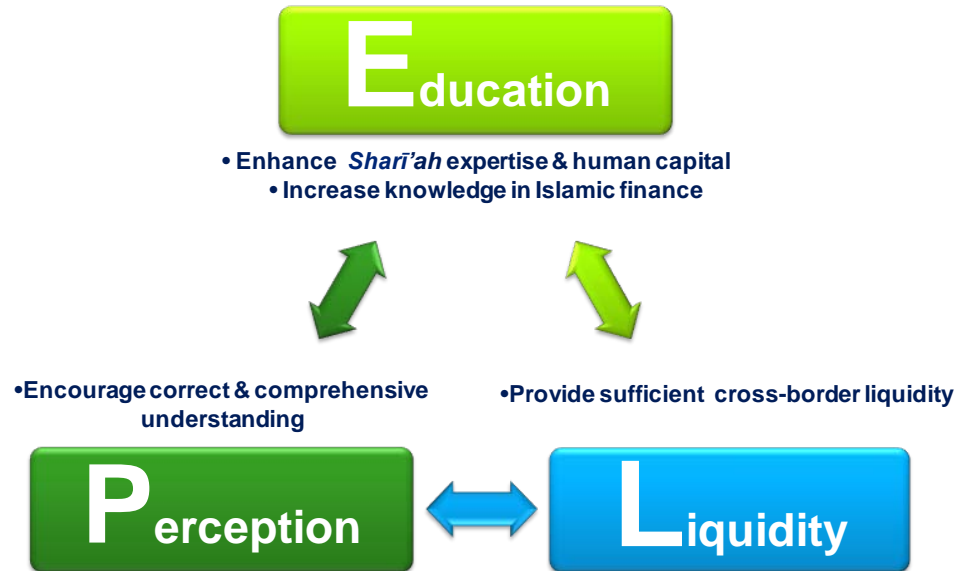 Education
• Enhance Sharī'ah expertise & human capital
• Increase knowledge in Islamic finance
•Encourage correct & comprehensive
understanding
•Provide sufficient cross-border liquidity
Perception
Liquidity